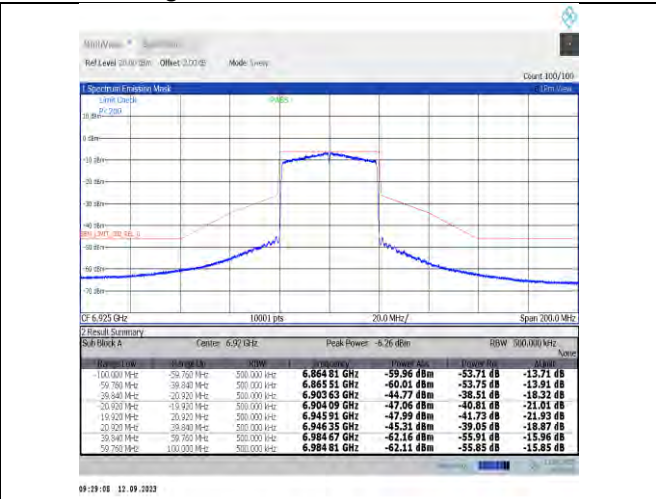 Ref Level 20.00 dBm Offset 2.00 dB Mode Sweep
Count 100/100
1 Spectrum Emission Mask
Limit Check
PASS
P< 200
10 dBm
0 dBm
-10 dBm
-20 dBm
-30 dBm
-40 dBm
-50 dBm
-60 dBm
-70 dBm
CF 6.925 GHz 10001 pts 20.0 MHz/ Span 200.0 MHz
2 Result Summary
Sub Block A Center 6.92 GHz Peak Power -6.26 dBm RBW 500.000 kHz
None
Range Low Range Up RBW Frequency Power Abs Power Rel ΔLimit
-100.000 MHz -59.760 MHz 500.000 kHz 6.864 81 GHz -59.96 dBm -53.71 dB -13.71 dB
-59.760 MHz -39.840 MHz 500.000 kHz 6.865 51 GHz -60.01 dBm -53.75 dB -13.91 dB
-39.840 MHz -20.920 MHz 500.000 kHz 6.903 63 GHz -44.77 dBm -38.51 dB -18.32 dB
-20.920 MHz -19.920 MHz 500.000 kHz 6.904 09 GHz -47.06 dBm -40.81 dB -21.01 dB
19.920 MHz 20.920 MHz 500.000 kHz 6.945 91 GHz -47.99 dBm -41.73 dB -21.93 dB
20.920 MHz 39.840 MHz 500.000 kHz 6.946 35 GHz -45.31 dBm -39.05 dB -18.87 dB
39.840 MHz 59.760 MHz 500.000 kHz 6.984 67 GHz -62.16 dBm -55.91 dB -15.96 dB
59.760 MHz 100.000 MHz 500.000 kHz 6.984 81 GHz -62.11 dBm -55.85 dB -15.85 dB
09:29:08 12.09.2023